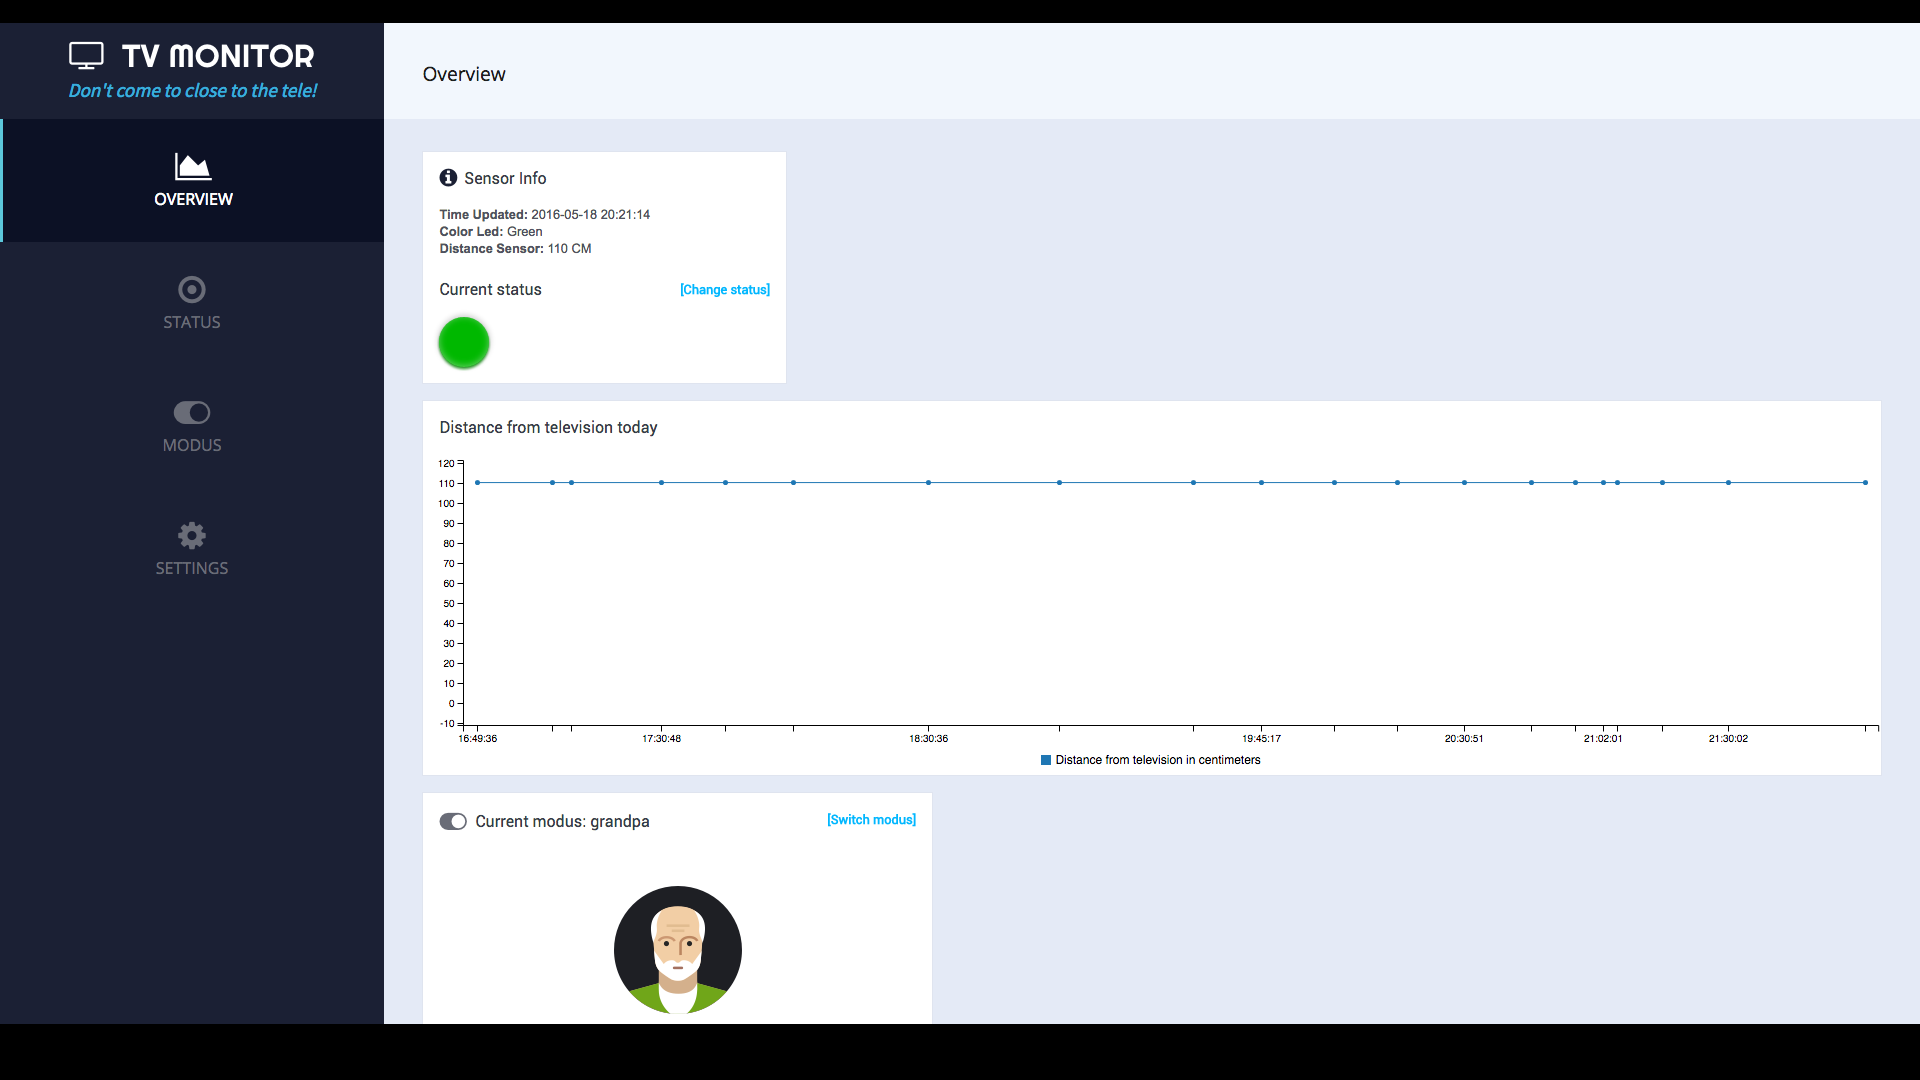 TV MONITOR
Don't come to close to the tele!
OVERVIEW
STATUS
MODUS
SETTINGS
Overview
Sensor Info
Time Updated: 2016-05-18 20:21:14
Color Led: Green
Distance Sensor: 110 CM
Current status [Change status]
Distance from television today
120
110
100
90
80
70
60
50
40
30
20
10
0
-10
16:49:36 17:30:48 18:30:36 19:45:17 20:30:51 21:02:01 21:30:02
Distance from television in centimeters
Current modus: grandpa [Switch modus]